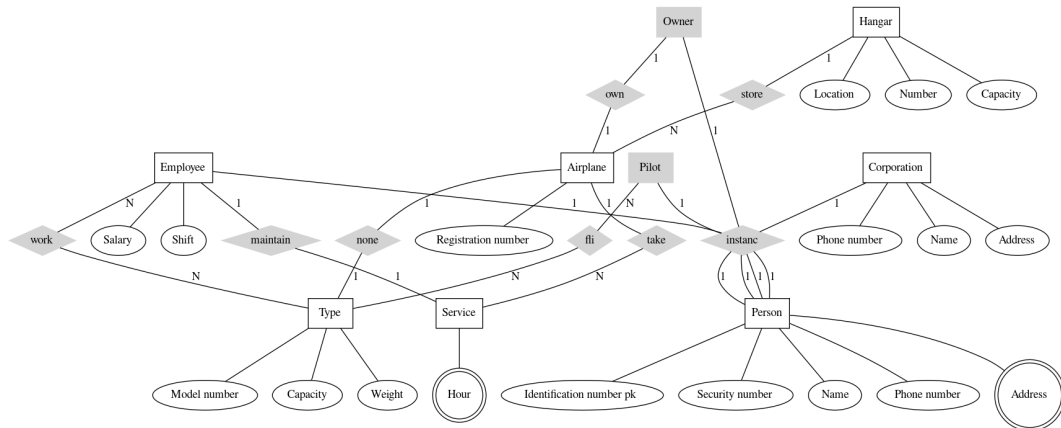 Owner
Hangar
1
1
own
store
Location
Number
Capacity
1
N
1
Employee
Airplane
Pilot
Corporation
N
1
1
1
1
N
1
1
work
Salary
Shift
maintain
none
Registration number
fli
take
instanc
Phone number
Name
Address
N
1
1
N
N
1
1
1
1
Type
Service
Person
Model number
Capacity
Weight
Hour
Identification number pk
Security number
Name
Phone number
Address